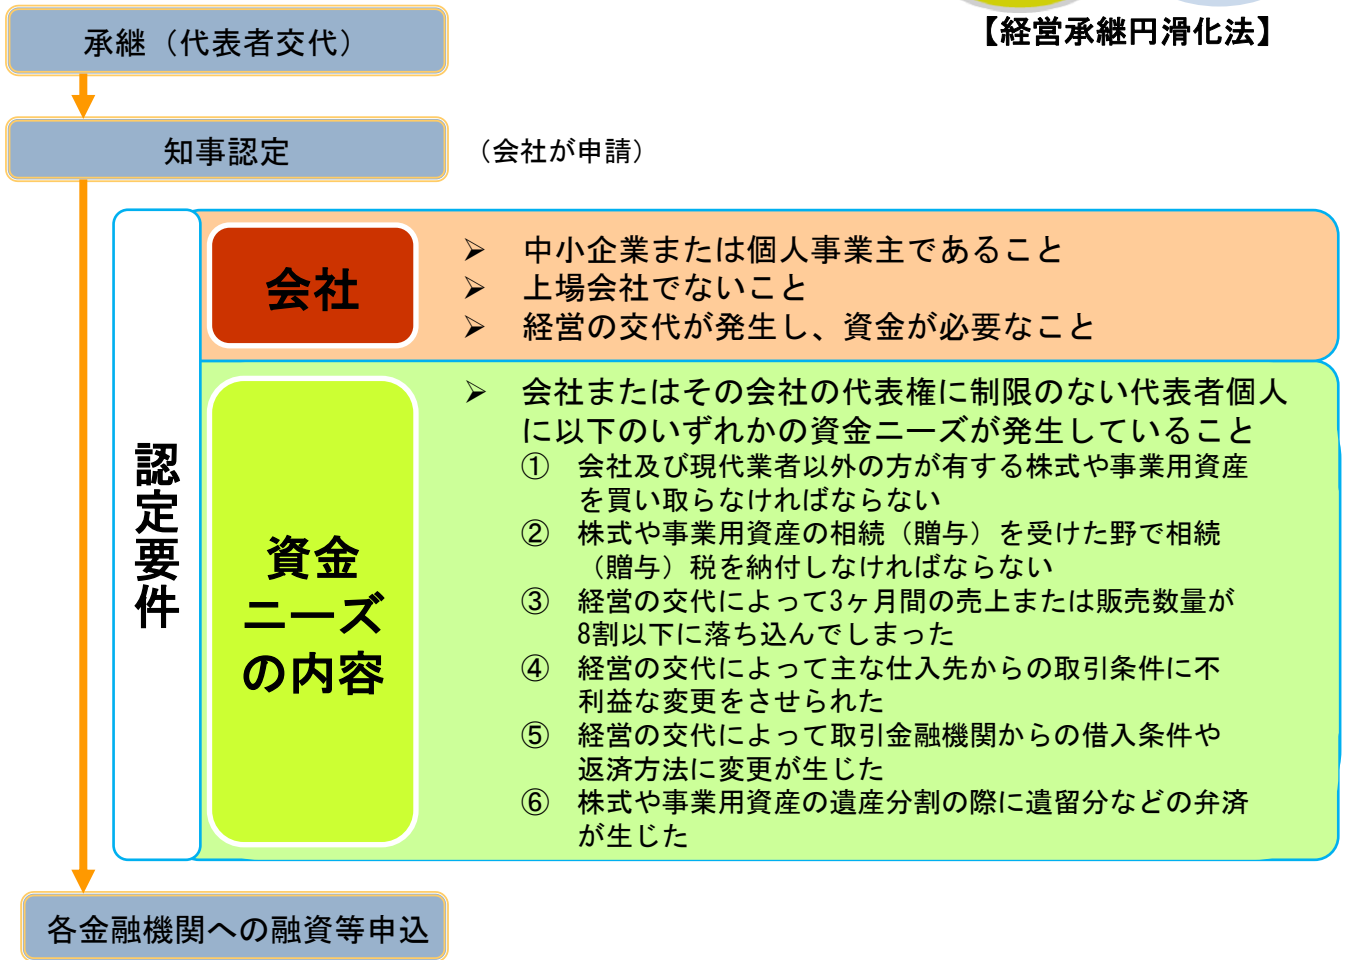 【経営承継円滑化法】
承継（代表者交代）
知事認定
（会社が申請）
認定要件
会社
➢ 中小企業または個人事業主であること
➢ 上場会社でないこと
➢ 経営の交代が発生し、資金が必要なこと
資金
ニーズ
の内容
➢ 会社またはその会社の代表権に制限のない代表者個人
に以下のいずれかの資金ニーズが発生していること
① 会社及び現代業者以外の方が有する株式や事業用資産
を買い取らなければならない
② 株式や事業用資産の相続（贈与）を受けた野で相続
（贈与）税を納付しなければならない
③ 経営の交代によって3ヶ月間の売上または販売数量が
8割以下に落ち込んでしまった
④ 経営の交代によって主な仕入先からの取引条件に不
利益な変更をさせられた
⑤ 経営の交代によって取引金融機関からの借入条件や
返済方法に変更が生じた
⑥ 株式や事業用資産の遺産分割の際に遺留分などの弁済
が生じた
各金融機関への融資等申込